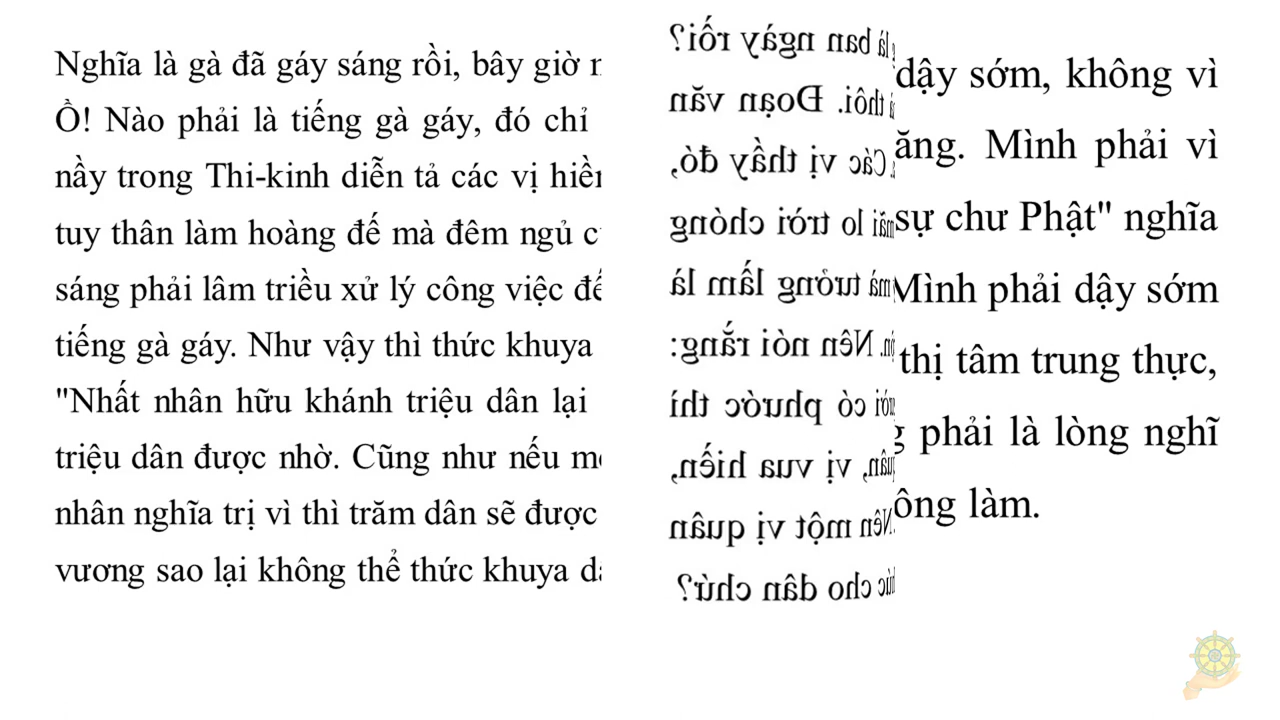 Nghĩa là gà đã gáy sáng rồi, bây giờ
Ồ! Nào phải là tiếng gà gáy, đó chỉ
nầy trong Thi-kinh diễn tả các vị
tuy thân làm hoàng đế mà đêm ngủ
sáng phải lâm triều xử lý công việc
tiếng gà gáy. Như vậy thì thức khuya
"Nhất nhân hữu khánh triệu dân lại
triệu dân được nhờ. Cũng như nếu
nhân nghĩa trị vì thì trăm dân sẽ được
vương sao lại không thể thức khuya
là ban ngày rồi?
thôi. Đoạn văn
Các vị thầy đó,
lo trời chóng
mà tưởng lầm là
Nên nói rằng:
có phước thì
vị vua hiền,
Nên một vị quân
cho dân chứ?
dậy sớm, không vì
Mình phải vì
sự chư Phật" nghĩa
Mình phải dậy sớm
thị tâm trung thực,
phải là lòng nghĩ
làm.